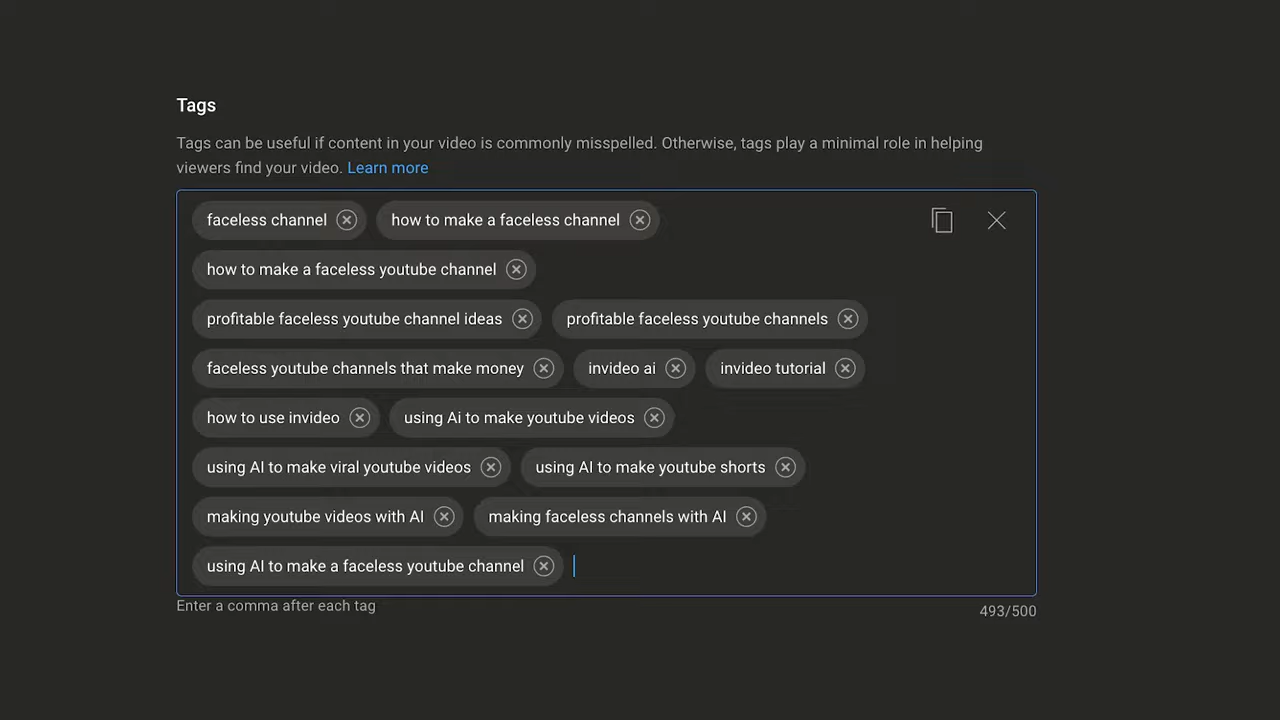 Tags
Tags can be useful if content in your video is commonly misspelled. Otherwise, tags play a minimal role in helping
viewers find your video. Learn more
faceless channel how to make a faceless channel
how to make a faceless youtube channel
profitable faceless youtube channel ideas profitable faceless youtube channels
faceless youtube channels that make money invideo ai invideo tutorial
how to use invideo using Ai to make youtube videos
using AI to make viral youtube videos using AI to make youtube shorts
making youtube videos with AI making faceless channels with AI
using AI to make a faceless youtube channel
Enter a comma after each tag
493/500